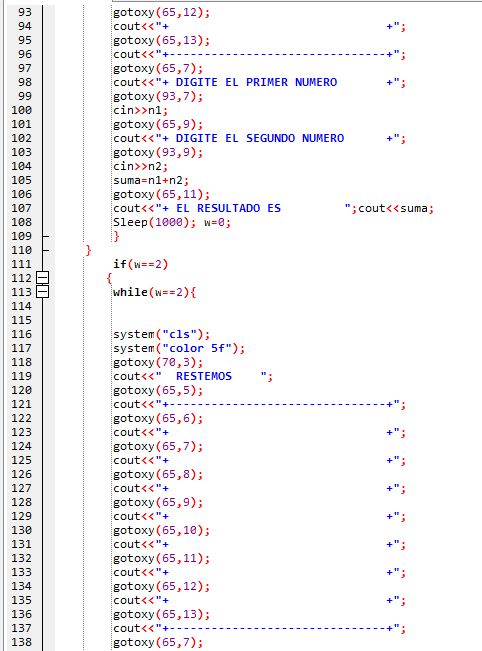 93 gotoxy(65,12);
94 cout<<"+                               +";
95 gotoxy(65,13);
96 cout<<"+-------------------------------+";
97 gotoxy(65,7);
98 cout<<"+ DIGITE EL PRIMER NUMERO       +";
99 gotoxy(93,7);
100 cin>>n1;
101 gotoxy(65,9);
102 cout<<"+ DIGITE EL SEGUNDO NUMERO      +";
103 gotoxy(93,9);
104 cin>>n2;
105 suma=n1+n2;
106 gotoxy(65,11);
107 cout<<"+ EL RESULTADO ES         ";cout<<suma;
108 Sleep(1000); w=0;
109 }
110 }
111 if(w==2)
112 {
113 while(w==2){
114
115
116 system("cls");
117 system("color 5f");
118 gotoxy(70,3);
119 cout<<"  RESTEMOS    ";
120 gotoxy(65,5);
121 cout<<"+-------------------------------+";
122 gotoxy(65,6);
123 cout<<"+                               +";
124 gotoxy(65,7);
125 cout<<"+                               +";
126 gotoxy(65,8);
127 cout<<"+                               +";
128 gotoxy(65,9);
129 cout<<"+                               +";
130 gotoxy(65,10);
131 cout<<"+                               +";
132 gotoxy(65,11);
133 cout<<"+                               +";
134 gotoxy(65,12);
135 cout<<"+                               +";
136 gotoxy(65,13);
137 cout<<"+-------------------------------+";
138 gotoxy(65,7);